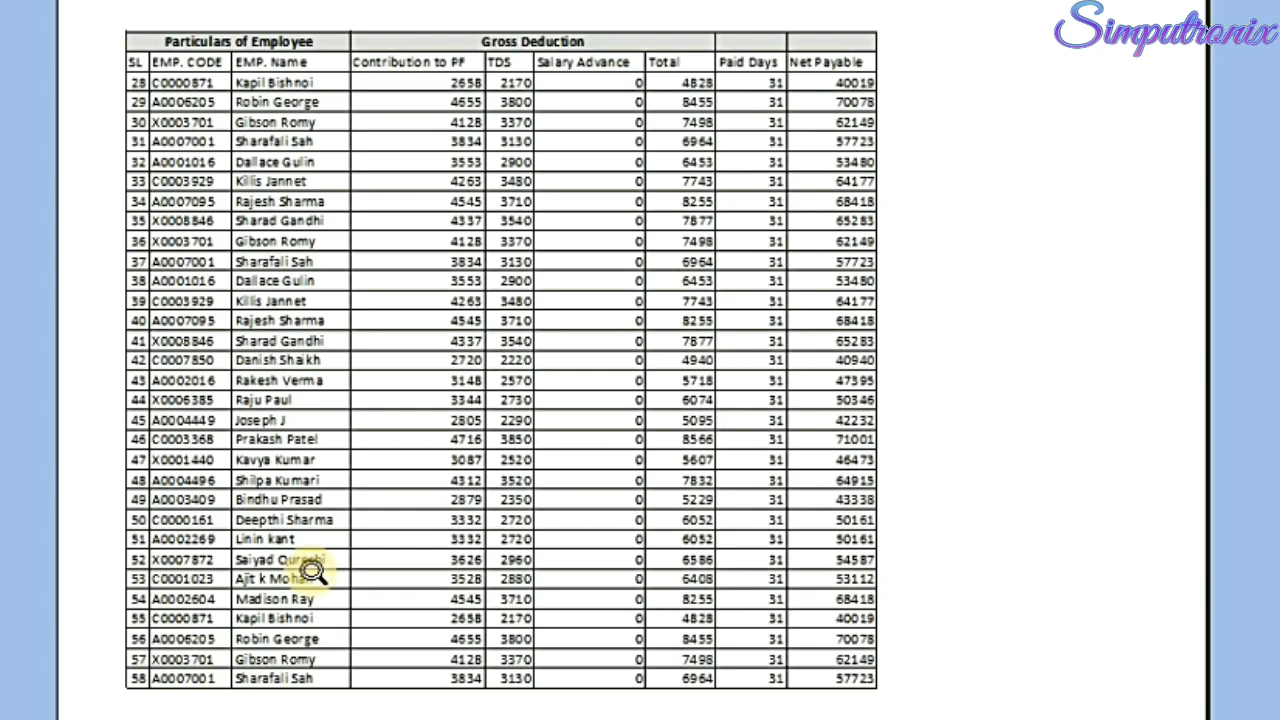 Simputronix
Particulars of Employee Gross Deduction
SL EMP. CODE EMP. Name Contribution to PF TDS Salary Advance Total Paid Days Net Payable
28 C0000871 Kapil Bishnoi 2658 2170 0 4828 31 40019
29 A0006205 Robin George 4655 3800 0 8455 31 70078
30 X0003701 Gibson Romy 4128 3370 0 7498 31 62149
31 A0007001 Sharafali Sah 3834 3130 0 6964 31 57723
32 A0001016 Dallace Gulin 3553 2900 0 6453 31 53480
33 C0003929 Killis Jannet 4263 3480 0 7743 31 64177
34 A0007095 Rajesh Sharma 4545 3710 0 8255 31 68418
35 X0008846 Sharad Gandhi 4337 3540 0 7877 31 65283
36 X0003701 Gibson Romy 4128 3370 0 7498 31 62149
37 A0007001 Sharafali Sah 3834 3130 0 6964 31 57723
38 A0001016 Dallace Gulin 3553 2900 0 6453 31 53480
39 C0003929 Killis Jannet 4263 3480 0 7743 31 64177
40 A0007095 Rajesh Sharma 4545 3710 0 8255 31 68418
41 X0008846 Sharad Gandhi 4337 3540 0 7877 31 65283
42 C0007850 Danish Shaikh 2720 2220 0 4940 31 40940
43 A0002016 Rakesh Verma 3148 2570 0 5718 31 47395
44 X0006385 Raju Paul 3344 2730 0 6074 31 50346
45 A0004449 Joseph J 2805 2290 0 5095 31 42232
46 C0003368 Prakash Patel 4716 3850 0 8566 31 71001
47 X0001440 Kavya Kumar 3087 2520 0 5607 31 46473
48 A0004496 Shilpa Kumari 4312 3520 0 7832 31 64915
49 A0003409 Bindhu Prasad 2879 2350 0 5229 31 43338
50 C0000161 Deepthi Sharma 3332 2720 0 6052 31 50161
51 A0002269 Linin kant 3332 2720 0 6052 31 50161
52 X0007872 Saiyad Qureshi 3626 2960 0 6586 31 54587
53 C0001023 Ajit k Mohan 3528 2880 0 6408 31 53112
54 A0002604 Madison Ray 4545 3710 0 8255 31 68418
55 C0000871 Kapil Bishnoi 2658 2170 0 4828 31 40019
56 A0006205 Robin George 4655 3800 0 8455 31 70078
57 X0003701 Gibson Romy 4128 3370 0 7498 31 62149
58 A0007001 Sharafali Sah 3834 3130 0 6964 31 57723